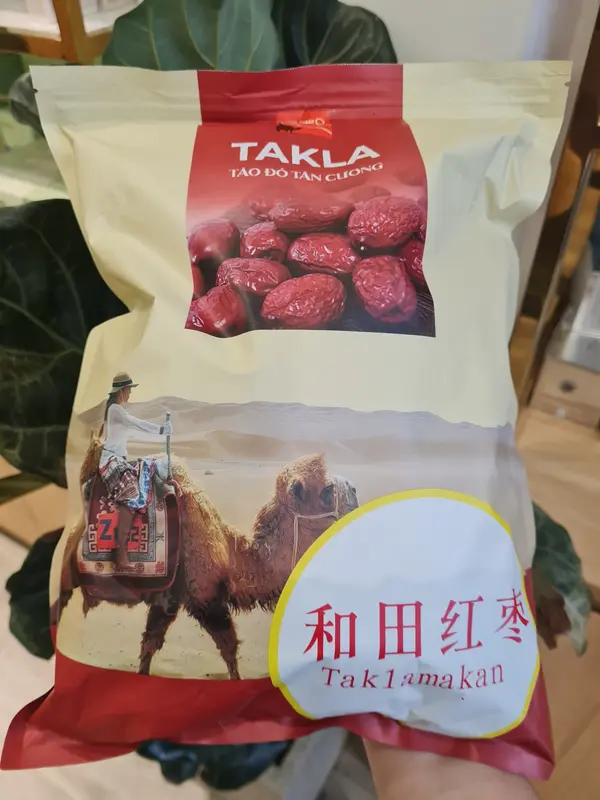 TAKLA
TÁO ĐỎ TÂN CƯƠNG
和田红枣
Taklamakan